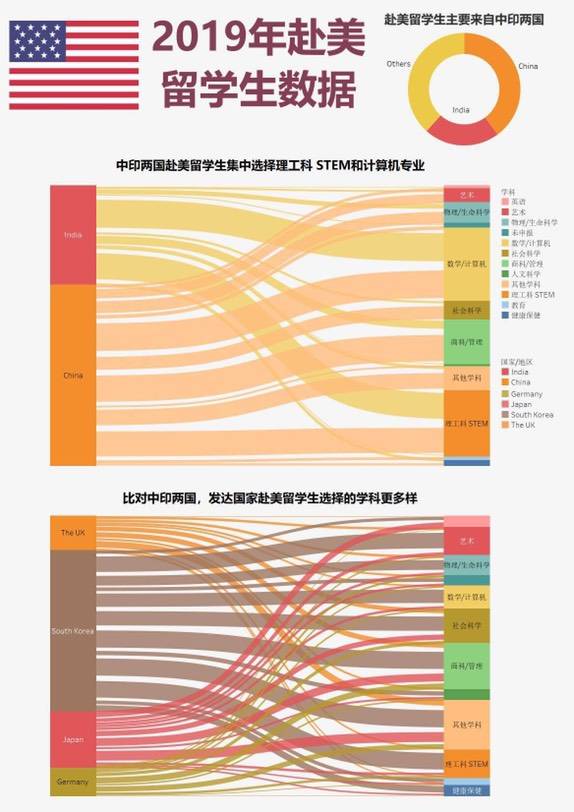 2019年赴美
留学生数据
赴美留学生主要来自中印两国
Others
China
India
中印两国赴美留学生集中选择理工科 STEM和计算机专业
India
China
艺术
物理/生命科学
数学/计算机
社会科学
商科/管理
其他学科
理工科 STEM
学科
英语
艺术
物理/生命科学
未申报
数学/计算机
社会科学
商科/管理
人文科学
其他学科
理工科 STEM
教育
健康保健
国家/地区
India
China
Germany
Japan
South Korea
The UK
比对中印两国，发达国家赴美留学生选择的学科更多样
The UK
South Korea
Japan
Germany
艺术
物理/生命科学
数学/计算机
社会科学
商科/管理
其他学科
理工科 STEM
健康保健